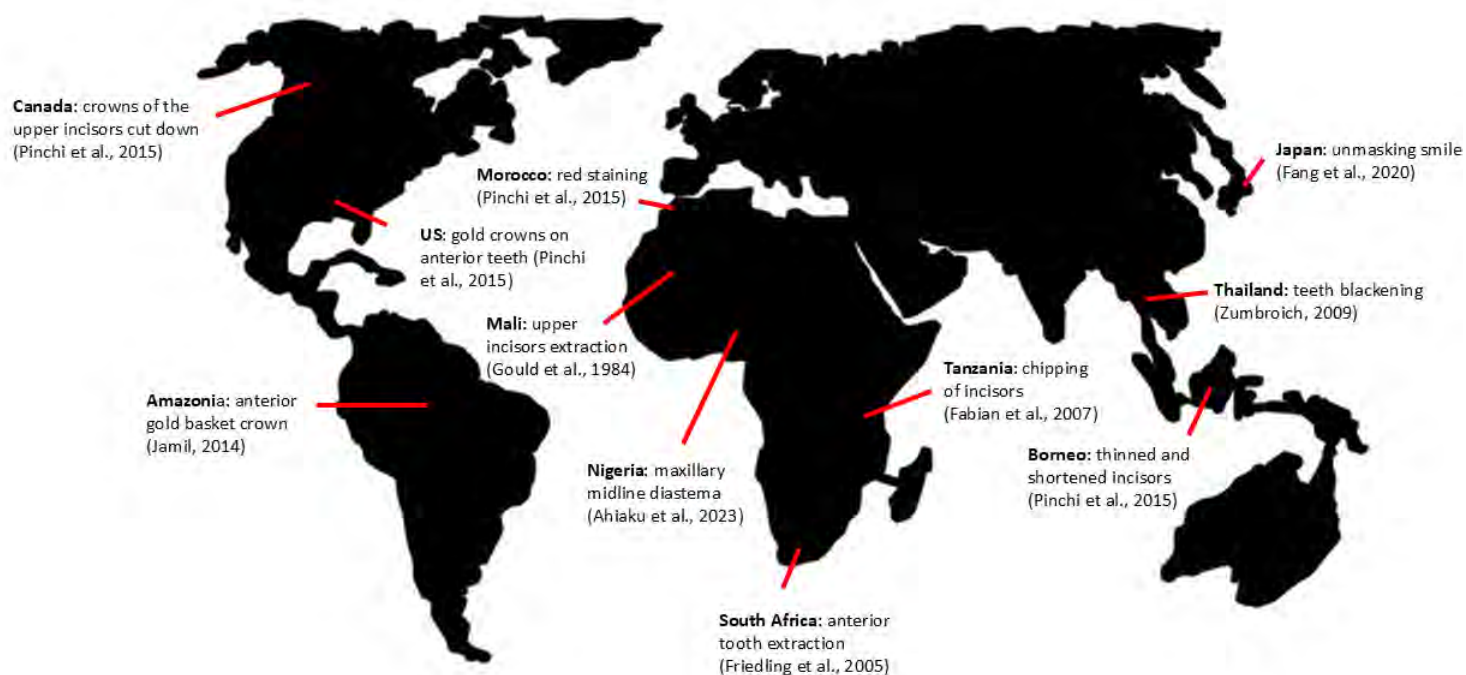 Canada: crowns of the
upper incisors cut down
(Pinchi et al., 2015)
Morocco: red staining
(Pinchi et al., 2015)
Japan: unmasking smile
(Fang et al., 2020)
US: gold crowns on
anterior teeth (Pinchi
et al., 2015)
Thailand: teeth blackening
(Zumbroich, 2009)
Mali: upper
incisors extraction
(Gould et al., 1984)
Amazonia: anterior
gold basket crown
(Jamil, 2014)
Tanzania: chipping
of incisors
(Fabian et al., 2007)
Nigeria: maxillary
midline diastema
(Ahiaku et al., 2023)
Borneo: thinned and
shortened incisors
(Pinchi et al., 2015)
South Africa: anterior
tooth extraction
(Friedling et al., 2005)